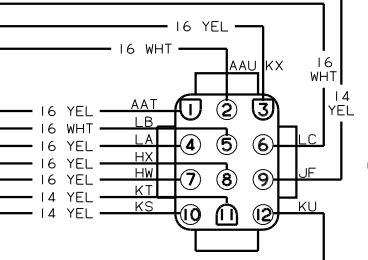 16 YEL
16 WHT
AAU KX
16 WHT
14 YEL
16 YEL AAT 1 2 3
16 WHT LB
16 YEL LA 4 5 6 LC
16 YEL HX
16 YEL HW 7 8 9 JF
14 YEL KT
14 YEL KS 10 11 12 KU